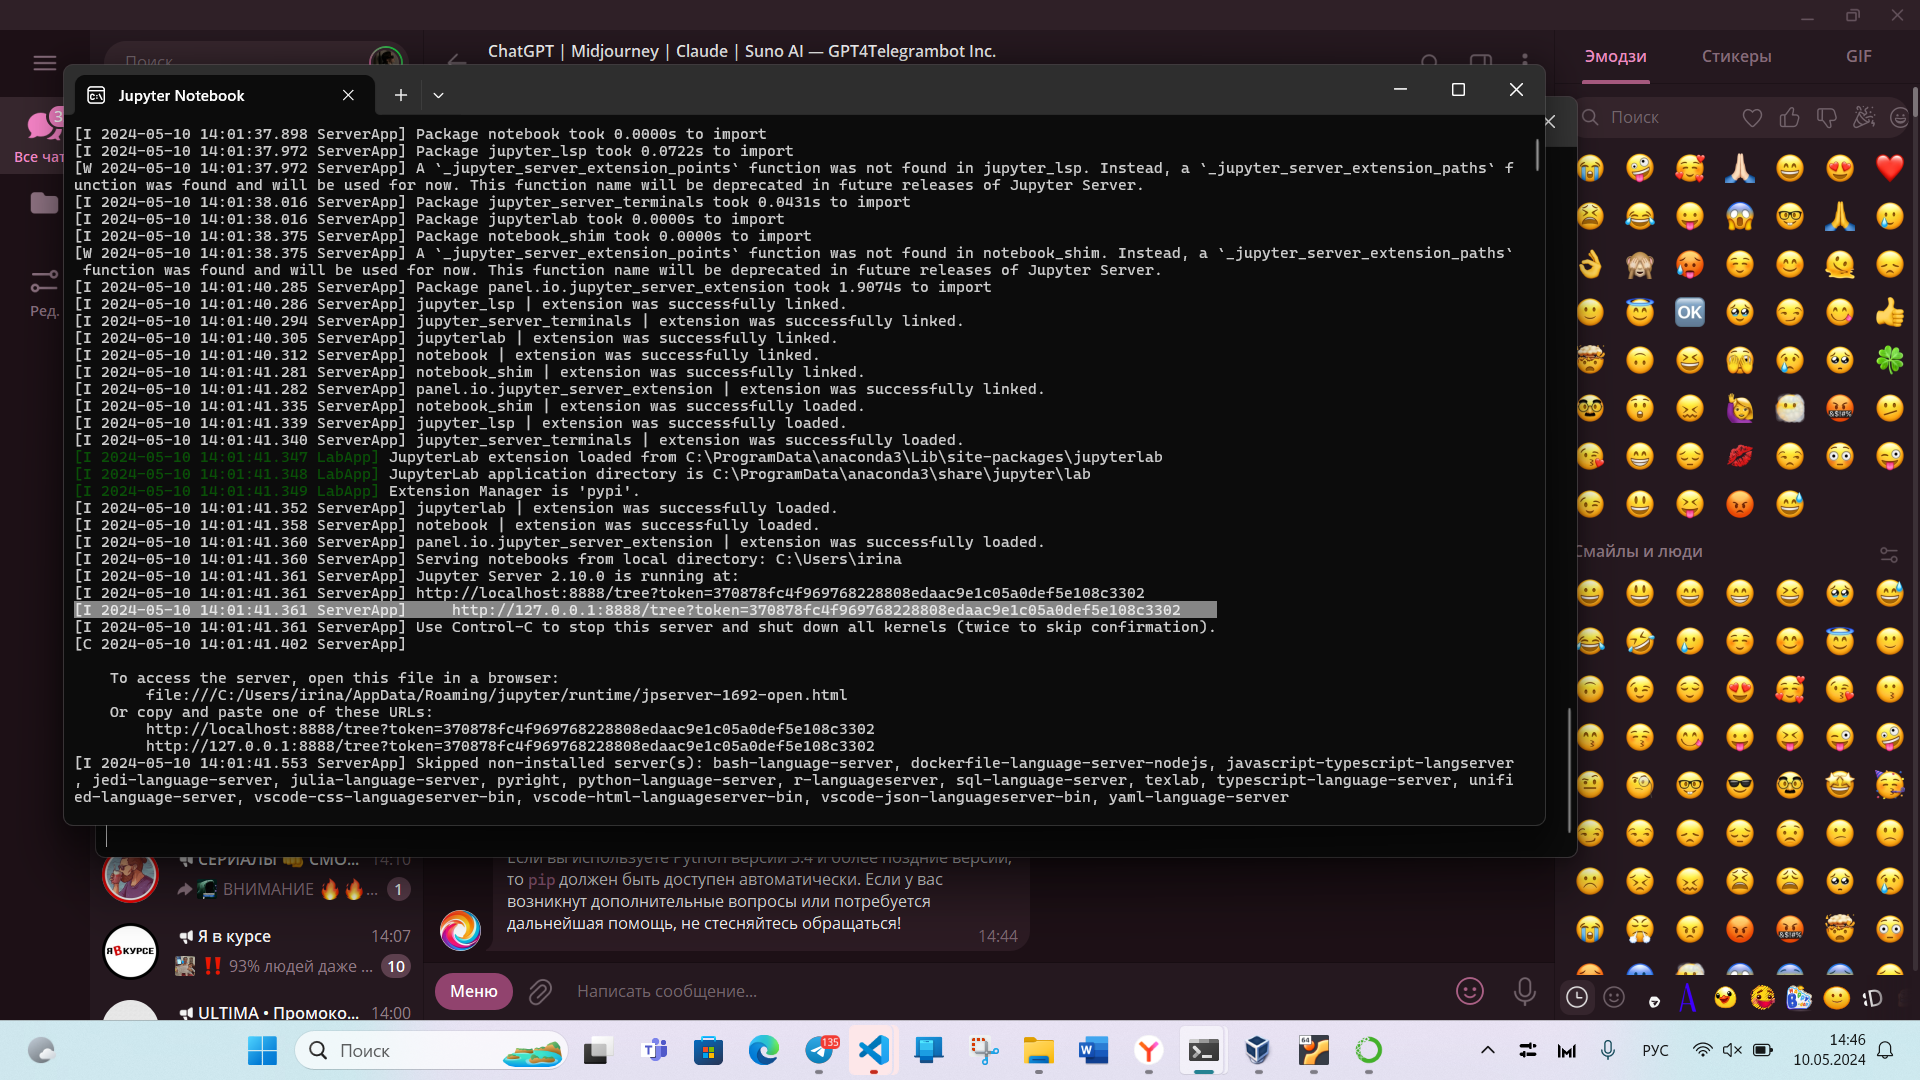 Поиск
ChatGPT | Midjourney | Claude | Suno AI — GPT4Telegrambot Inc.
Эмодзи
Стикеры
GIF
Jupyter Notebook
Поиск
3
Все чат
Ред.
[I 2024-05-10 14:01:37.898 ServerApp] Package notebook took 0.0000s to import
[I 2024-05-10 14:01:37.972 ServerApp] Package jupyter_lsp took 0.0722s to import
[W 2024-05-10 14:01:37.972 ServerApp] A `_jupyter_server_extension_points` function was not found in jupyter_lsp. Instead, a `_jupyter_server_extension_paths` f
unction was found and will be used for now. This function name will be deprecated in future releases of Jupyter Server.
[I 2024-05-10 14:01:38.016 ServerApp] Package jupyter_server_terminals took 0.0431s to import
[I 2024-05-10 14:01:38.016 ServerApp] Package jupyterlab took 0.0000s to import
[I 2024-05-10 14:01:38.375 ServerApp] Package notebook_shim took 0.0000s to import
[W 2024-05-10 14:01:38.375 ServerApp] A `_jupyter_server_extension_points` function was not found in notebook_shim. Instead, a `_jupyter_server_extension_paths`
function was found and will be used for now. This function name will be deprecated in future releases of Jupyter Server.
[I 2024-05-10 14:01:40.285 ServerApp] Package panel.io.jupyter_server_extension took 1.9074s to import
[I 2024-05-10 14:01:40.286 ServerApp] jupyter_lsp | extension was successfully linked.
[I 2024-05-10 14:01:40.294 ServerApp] jupyter_server_terminals | extension was successfully linked.
[I 2024-05-10 14:01:40.305 ServerApp] jupyterlab | extension was successfully linked.
[I 2024-05-10 14:01:40.312 ServerApp] notebook | extension was successfully linked.
[I 2024-05-10 14:01:41.281 ServerApp] notebook_shim | extension was successfully linked.
[I 2024-05-10 14:01:41.282 ServerApp] panel.io.jupyter_server_extension | extension was successfully linked.
[I 2024-05-10 14:01:41.335 ServerApp] notebook_shim | extension was successfully loaded.
[I 2024-05-10 14:01:41.339 ServerApp] jupyter_lsp | extension was successfully loaded.
[I 2024-05-10 14:01:41.340 ServerApp] jupyter_server_terminals | extension was successfully loaded.
[I 2024-05-10 14:01:41.347 LabApp] JupyterLab extension loaded from C:\ProgramData\anaconda3\Lib\site-packages\jupyterlab
[I 2024-05-10 14:01:41.348 LabApp] JupyterLab application directory is C:\ProgramData\anaconda3\share\jupyter\lab
[I 2024-05-10 14:01:41.349 LabApp] Extension Manager is 'pypi'.
[I 2024-05-10 14:01:41.352 ServerApp] jupyterlab | extension was successfully loaded.
[I 2024-05-10 14:01:41.358 ServerApp] notebook | extension was successfully loaded.
[I 2024-05-10 14:01:41.360 ServerApp] panel.io.jupyter_server_extension | extension was successfully loaded.
[I 2024-05-10 14:01:41.360 ServerApp] Serving notebooks from local directory: C:\Users\irina
[I 2024-05-10 14:01:41.361 ServerApp] Jupyter Server 2.10.0 is running at:
[I 2024-05-10 14:01:41.361 ServerApp] http://localhost:8888/tree?token=370878fc4f969768228808edaac9e1c05a0def5e108c3302
[I 2024-05-10 14:01:41.361 ServerApp]     http://127.0.0.1:8888/tree?token=370878fc4f969768228808edaac9e1c05a0def5e108c3302
[I 2024-05-10 14:01:41.361 ServerApp] Use Control-C to stop this server and shut down all kernels (twice to skip confirmation).
[C 2024-05-10 14:01:41.402 ServerApp]
To access the server, open this file in a browser:
file:///C:/Users/irina/AppData/Roaming/jupyter/runtime/jpserver-1692-open.html
Or copy and paste one of these URLs:
http://localhost:8888/tree?token=370878fc4f969768228808edaac9e1c05a0def5e108c3302
http://127.0.0.1:8888/tree?token=370878fc4f969768228808edaac9e1c05a0def5e108c3302
[I 2024-05-10 14:01:41.553 ServerApp] Skipped non-installed server(s): bash-language-server, dockerfile-language-server-nodejs, javascript-typescript-langserver
, jedi-language-server, julia-language-server, pyright, python-language-server, r-languageserver, sql-language-server, texlab, typescript-language-server, unifi
ed-language-server, vscode-css-languageserver-bin, vscode-html-languageserver-bin, vscode-json-languageserver-bin, yaml-language-server
OK
Смайлы и люди
СЕРИАЛЫ 👊 СМО... 14:10
ВНИМАНИЕ 🔥🔥... 1
ЯВКУРСЕ
Я в курсе 14:07
‼️ 93% людей даже ... 10
ULTIMA • Промоко... 14:00
Если вы используете Python версии 3.4 и более поздние версии,
то pip должен быть доступен автоматически. Если у вас
возникнут дополнительные вопросы или потребуется
дальнейшая помощь, не стесняйтесь обращаться!
14:44
Меню
Написать сообщение...
Поиск
135
64
РУС
14:46
10.05.2024